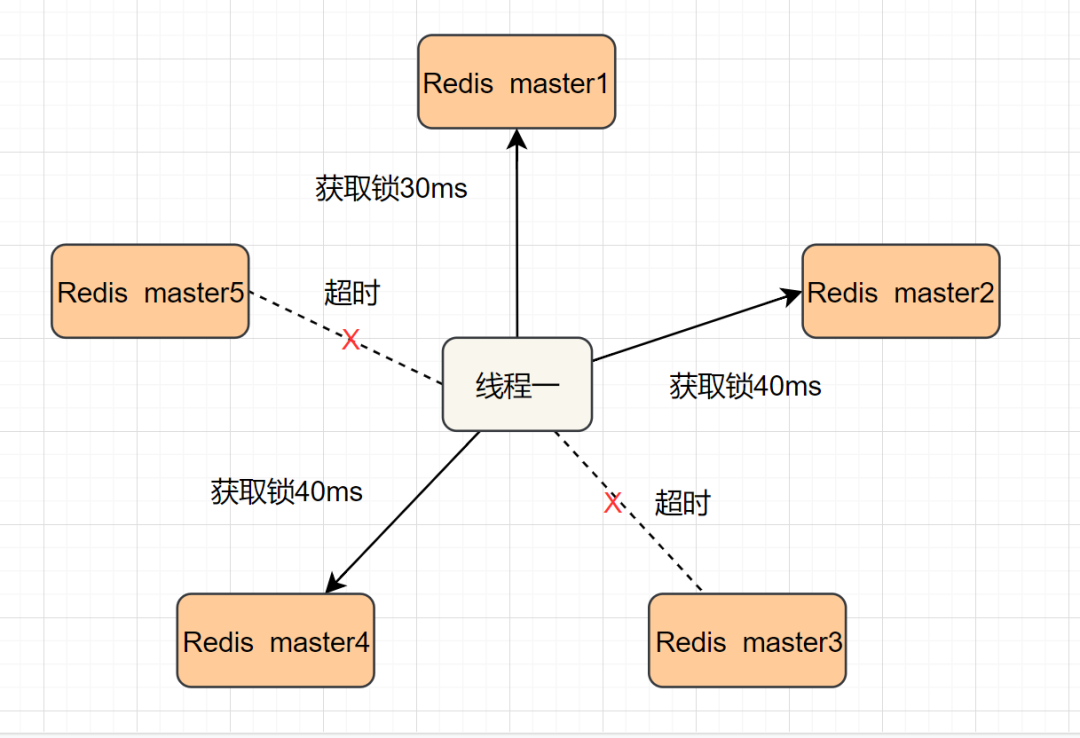 Redis master1
获取锁30ms
Redis master5
超时
Redis master2
线程一
获取锁40ms
获取锁40ms
X
X
超时
Redis master4
Redis master3